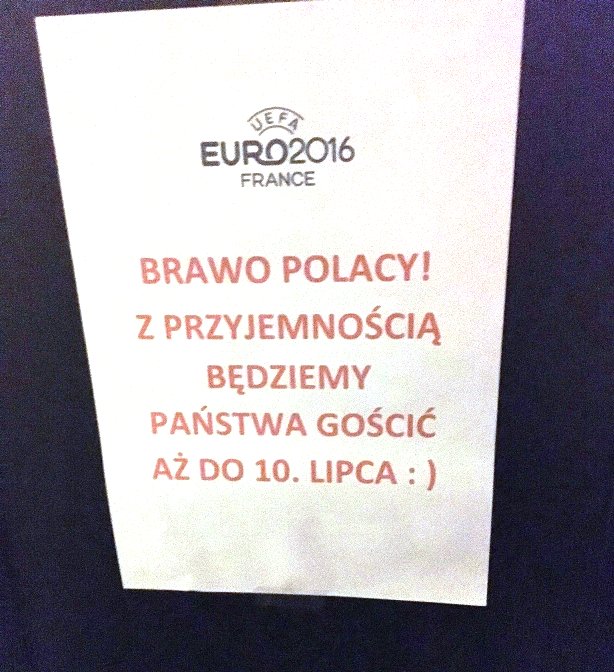 UEFA
EURO2016
FRANCE
BRAWO POLACY!
Z PRZYJEMNOŚCIĄ
BĘDZIEMY
PAŃSTWA GOŚCIĆ
AŻ DO 10. LIPCA : )